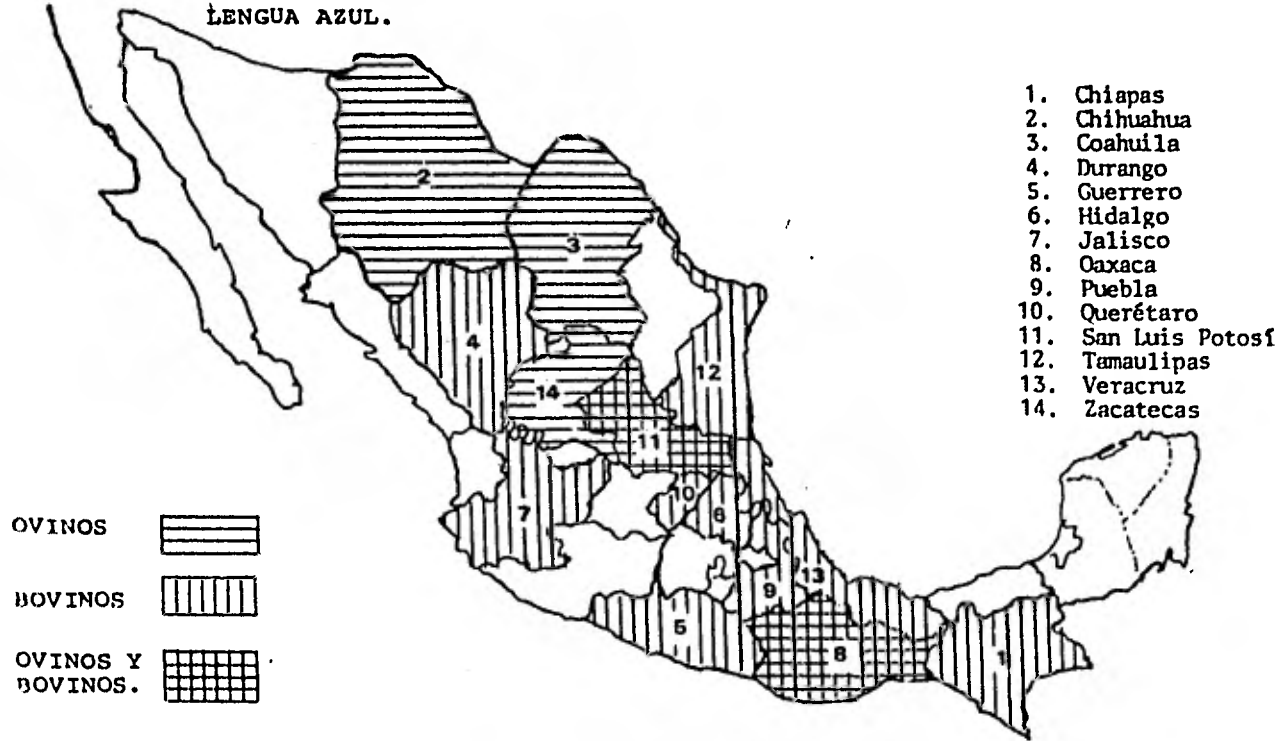 LENGUA AZUL.
1. Chiapas
2. Chihuahua
3. Coahuila
4. Durango
5. Guerrero
6. Hidalgo
7. Jalisco
8. Oaxaca
9. Puebla
10. Querétaro
11. San Luis Potosí
12. Tamaulipas
13. Veracruz
14. Zacatecas
2
3
4
12
14
11
10
6
7
13
9
5
8
1
OVINOS
BOVINOS
OVINOS Y
BOVINOS.